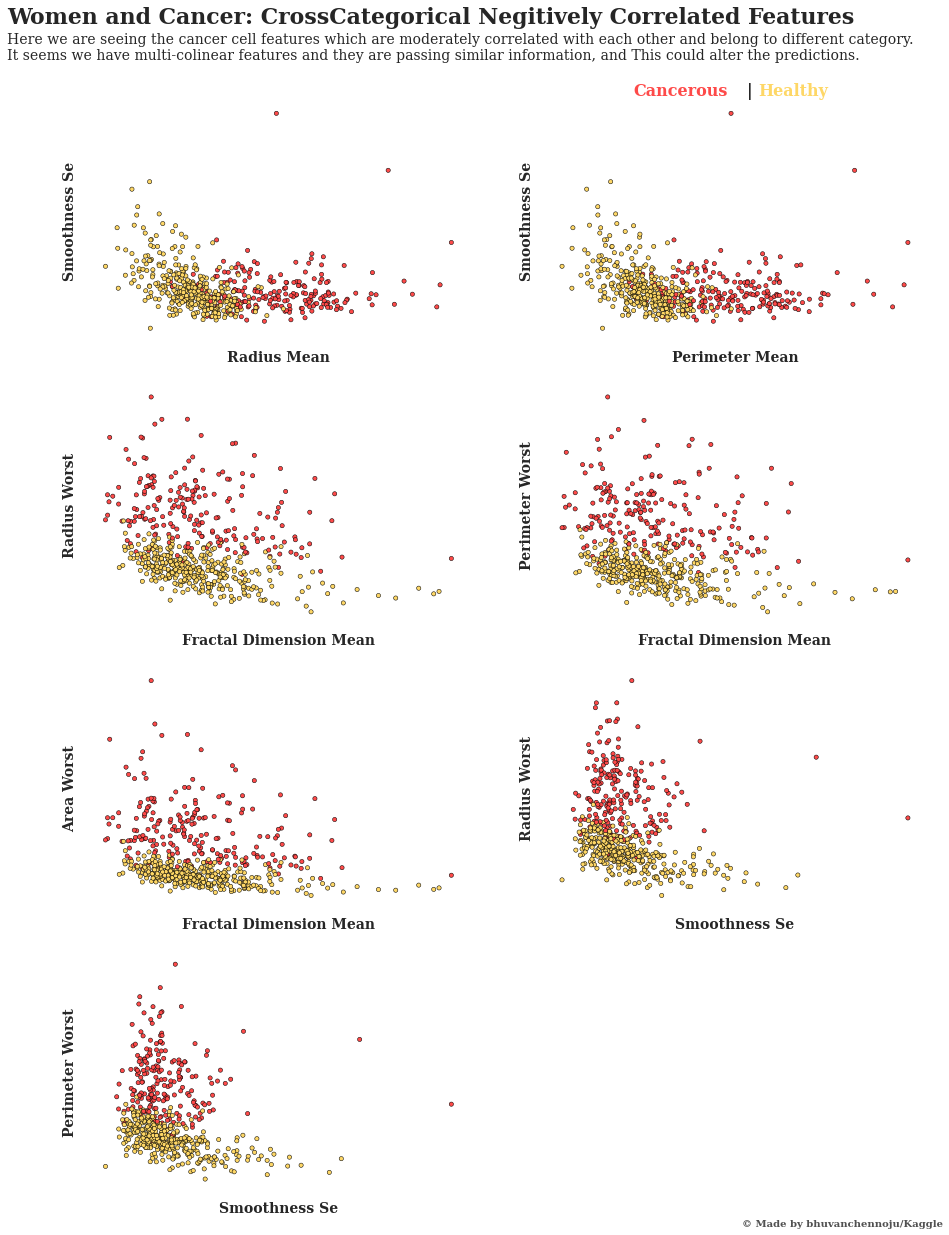 Women and Cancer: CrossCategorical Negitively Correlated Features
Here we are seeing the cancer cell features which are moderately correlated with each other and belong to different category.
It seems we have multi-colinear features and they are passing similar information, and This could alter the predictions.
Cancerous | Healthy
Smoothness Se
Radius Mean
Smoothness Se
Perimeter Mean
Radius Worst
Fractal Dimension Mean
Perimeter Worst
Fractal Dimension Mean
Area Worst
Fractal Dimension Mean
Radius Worst
Smoothness Se
Perimeter Worst
Smoothness Se
© Made by bhuvanchennoju/Kaggle